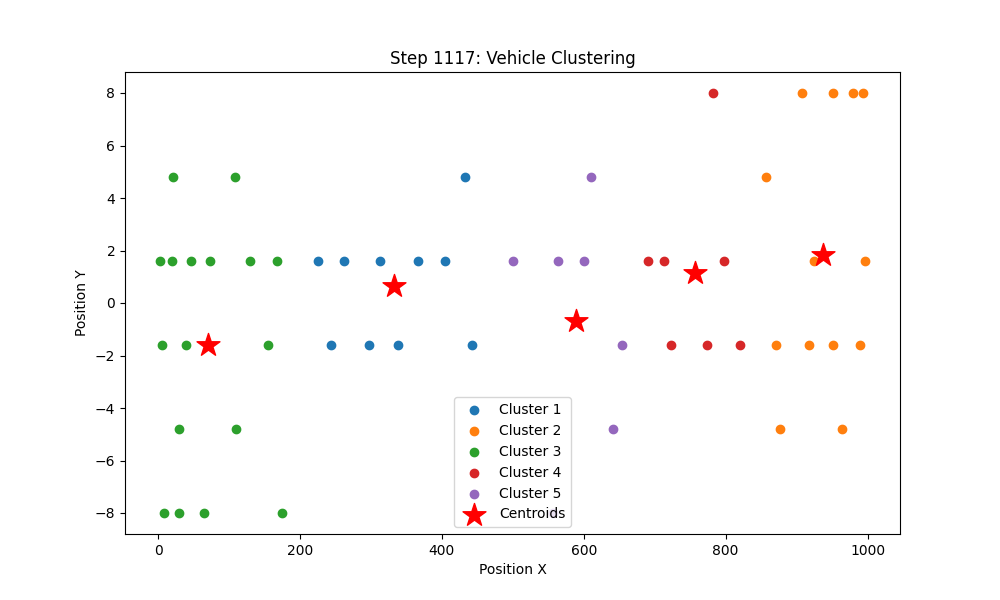 Step 1117: Vehicle Clustering
Position Y
8
6
4
2
0
−2
−4
−6
−8
Cluster 1
Cluster 2
Cluster 3
Cluster 4
Cluster 5
Centroids
0 200 400 600 800 1000
Position X